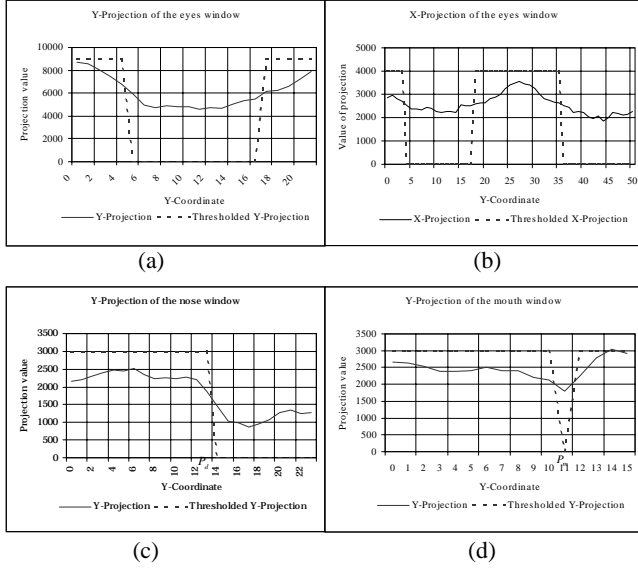 Y-Projection of the eyes window
Projection value
10000
8000
6000
4000
2000
0
0 2 4 6 8 10 12 14 16 18 20
Y-Coordinate
Y-Projection Thresholded Y-Projection
(a)
X-Projection of the eyes window
Value of projection
5000
4000
3000
2000
1000
0
0 5 10 15 20 25 30 35 40 45 50
Y-Coordinate
X-Projection Thresholded X-Projection
(b)
Y-Projection of the nose window
Projection value
3500
3000
2500
2000
1500
1000
500
0
0 2 4 6 8 10 12 14 16 18 20 22
P_d
Y-Coordinate
Y-Projection Thresholded Y-Projection
(c)
Y-Projection of the mouth window
Projection value
3500
3000
2500
2000
1500
1000
500
0
0 1 2 3 4 5 6 7 8 9 10 11 12 13 14 15
Y-Coordinate
Y-Projection Thresholded Y-Projection
(d)